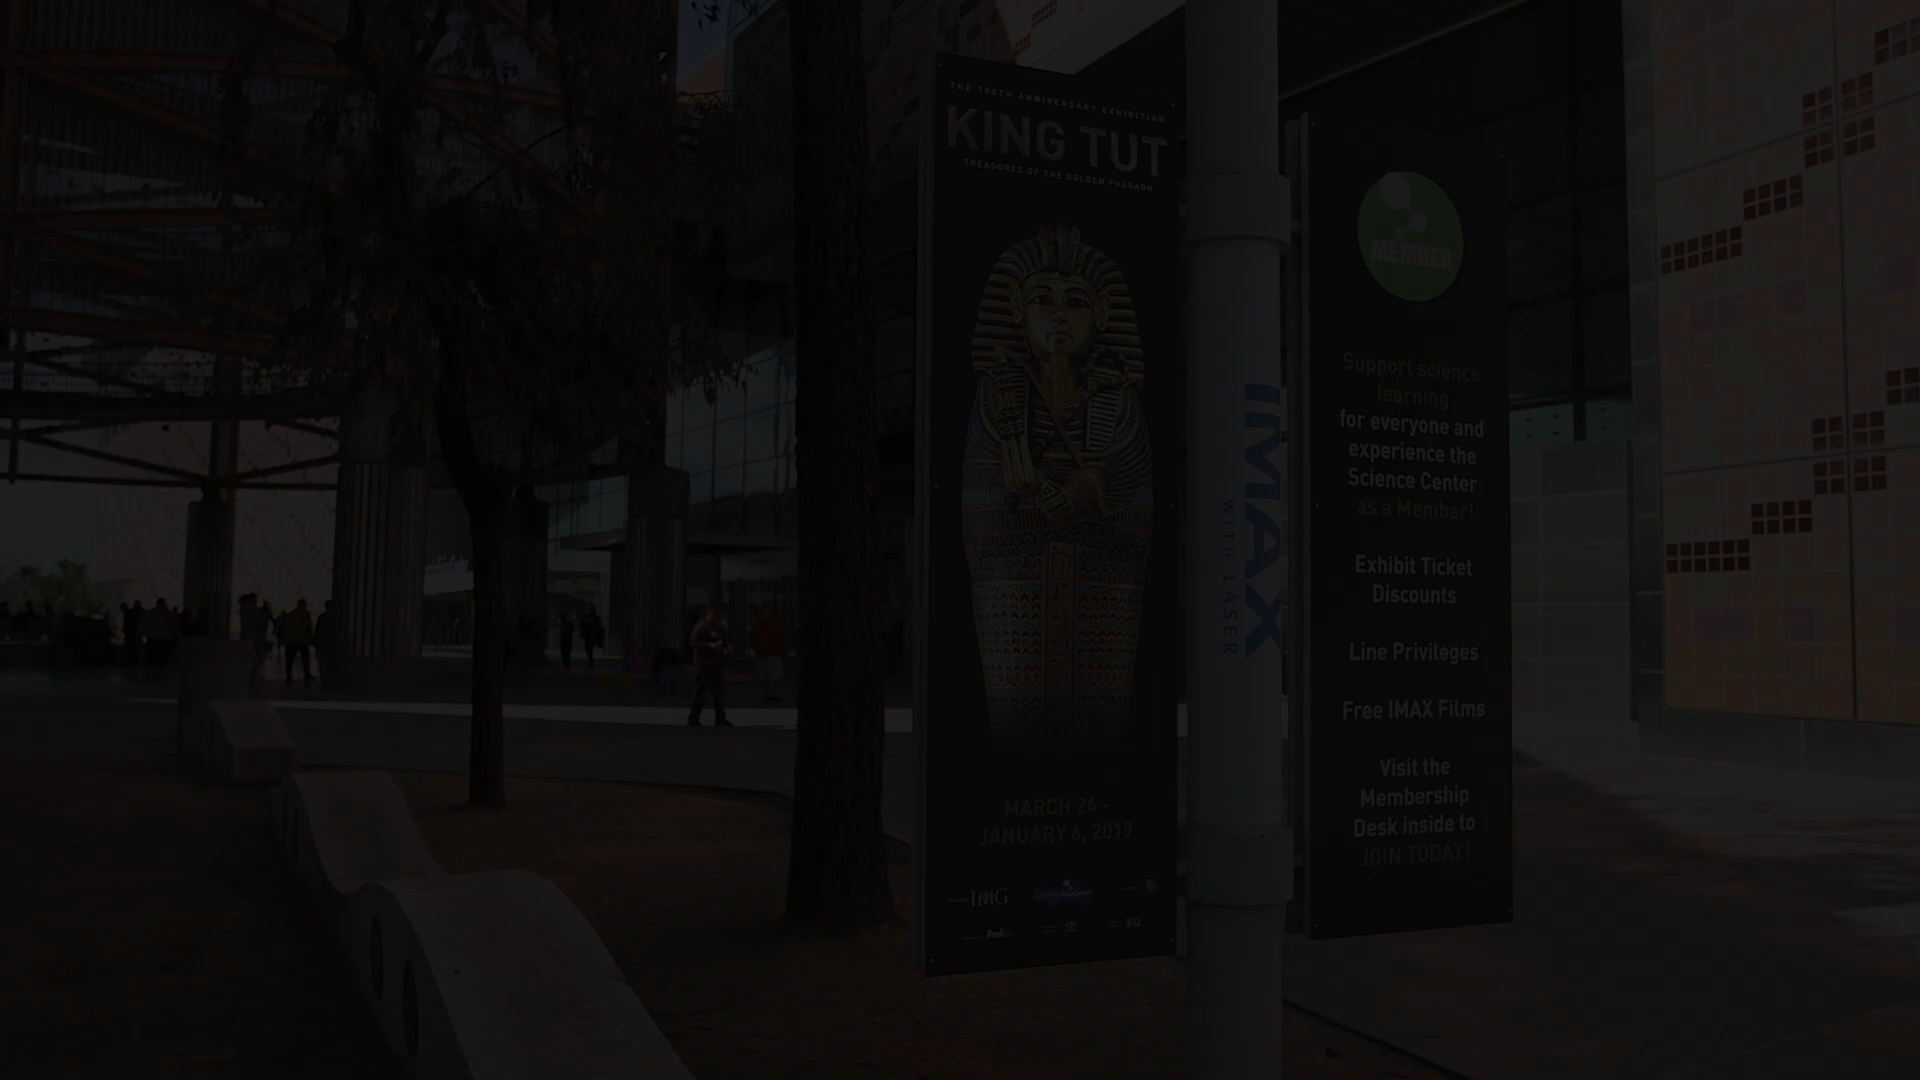 THE 100TH ANNIVERSARY EXHIBITION
KING TUT
TREASURES OF THE GOLDEN PHARAOH
MARCH 24 -
JANUARY 6, 2019
IMG
FedEx
IMAX
WITH LASER
MEMBER
Support science
learning
for everyone and
experience the
Science Center
as a Member!
Exhibit Ticket
Discounts
Line Privileges
Free IMAX Films
Visit the
Membership
Desk inside to
JOIN TODAY!